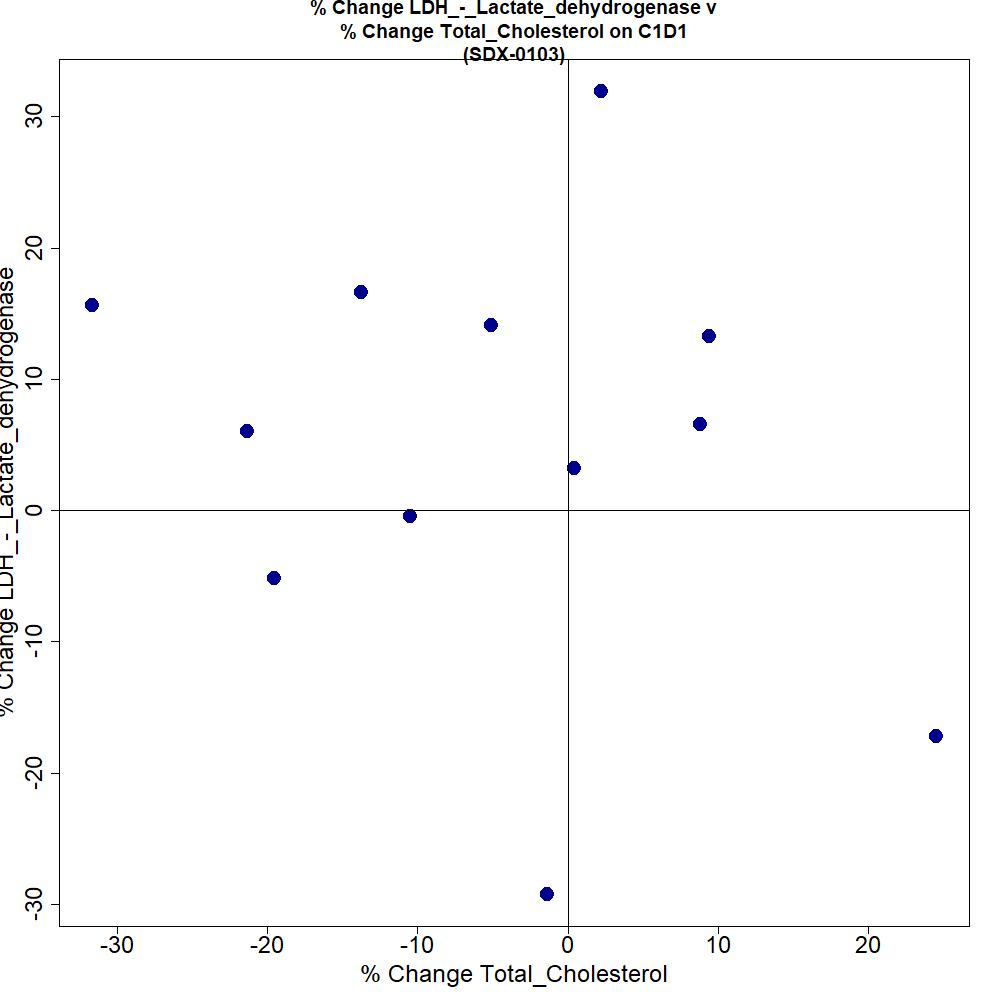 % Change LDH_-_Lactate_dehydrogenase v
% Change Total_Cholesterol on C1D1
(SDX-0103)
% Change LDH_-_Lactate_dehydrogenase
30
20
10
0
-10
-20
-30
-30 -20 -10 0 10 20
% Change Total_Cholesterol